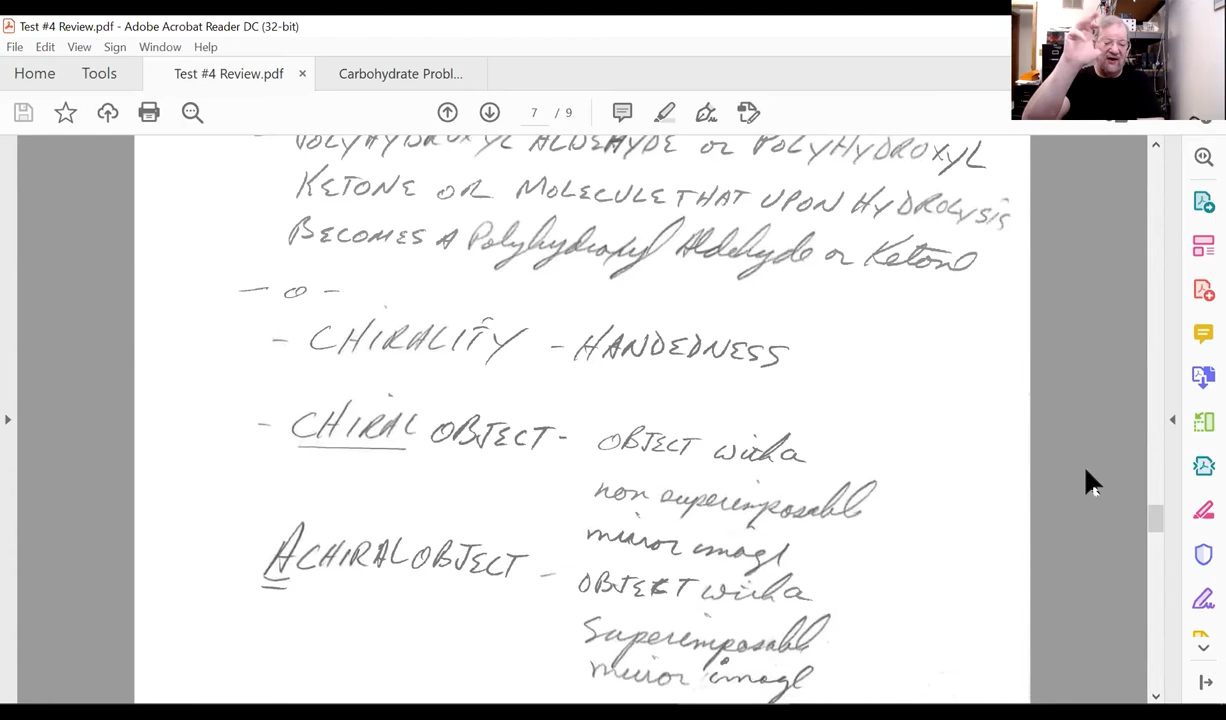 Test #4 Review.pdf - Adobe Acrobat Reader DC (32-bit)
File Edit View Sign Window Help
Home Tools Test #4 Review.pdf × Carbohydrate Probl...
7 / 9
POLYHYDROXYL ALDEHYDE or POLYHYDROXYL
KETONE OR MOLECULE THAT UPON HYDROLYSIS
BECOMES A Polyhydroxyl Aldehyde or Ketone
- o -
- CHIRALITY - HANDEDNESS
- CHIRAL OBJECT - OBJECT with a
non superimposable
mirror image
ACHIRAL OBJECT - OBJECT with a
Superimposable
mirror image